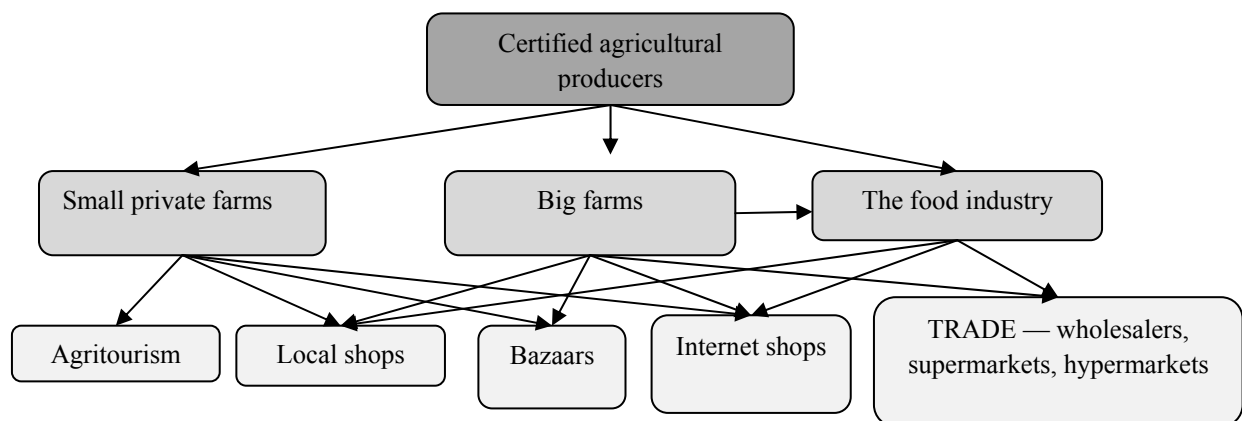 Certified agricultural
producers
Small private farms
Big farms
The food industry
Agritourism
Local shops
Bazaars
Internet shops
TRADE — wholesalers,
supermarkets, hypermarkets